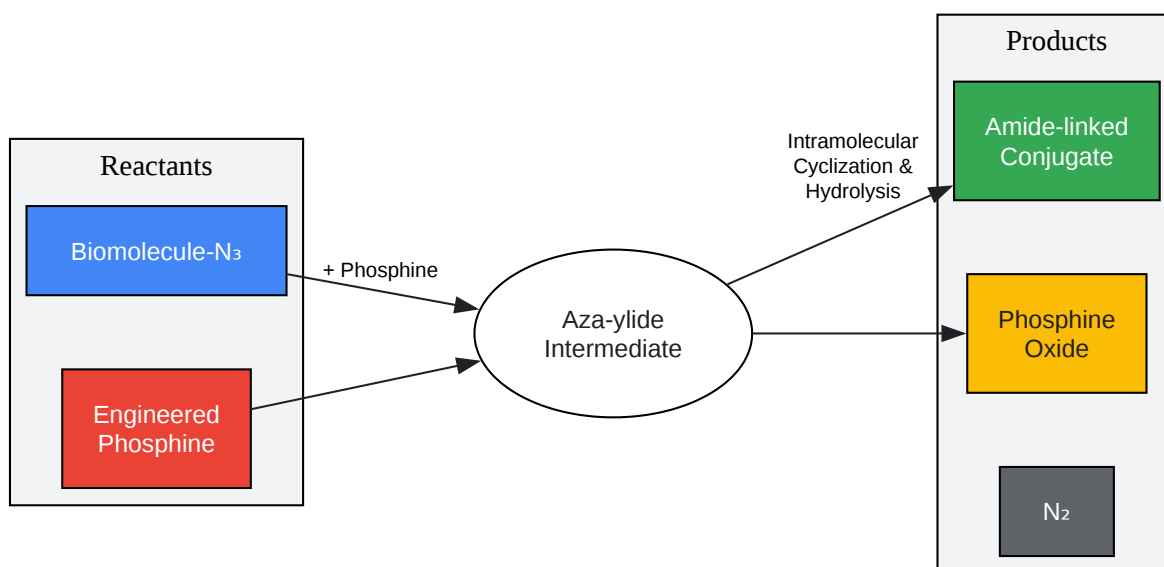 Reactants
Biomolecule-N₃
Engineered
Phosphine
+ Phosphine
Aza-ylide
Intermediate
Intramolecular
Cyclization &
Hydrolysis
Products
Amide-linked
Conjugate
Phosphine
Oxide
N₂